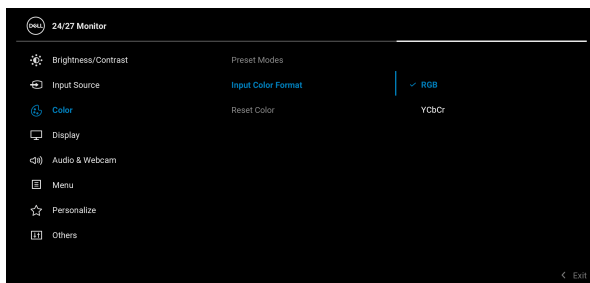 DELL 24/27 Monitor
Brightness/Contrast Preset Modes
Input Source Input Color Format RGB
Color Reset Color YCbCr
Display
Audio & Webcam
Menu
Personalize
Others
Exit